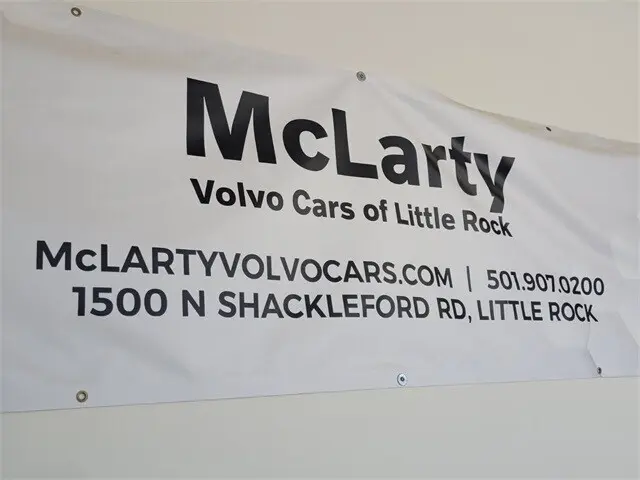 McLarty
Volvo Cars of Little Rock
McLARTYVOLVOCARS.COM | 501.907.0200
1500 N SHACKLEFORD RD, LITTLE ROCK